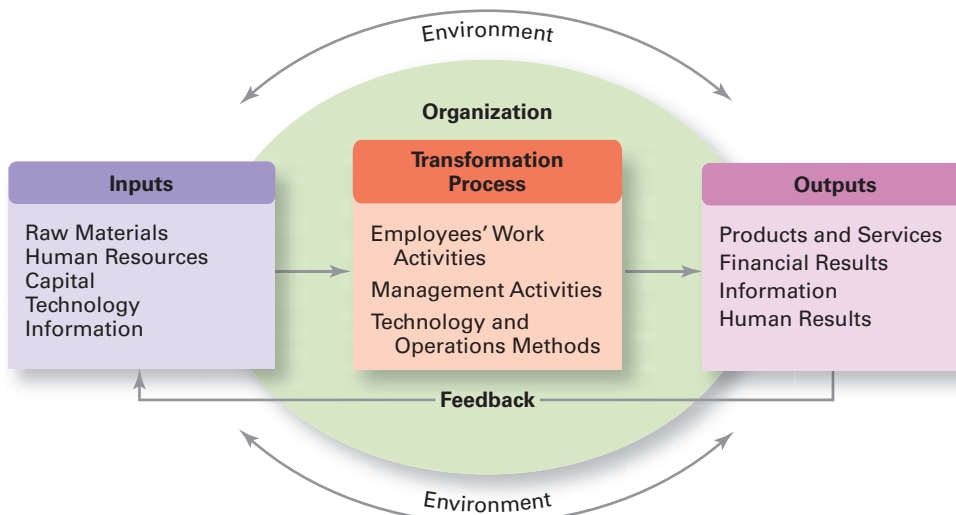 Environment
Organization
Inputs
Raw Materials
Human Resources
Capital
Technology
Information
Transformation
Process
Employees' Work
Activities
Management Activities
Technology and
Operations Methods
Outputs
Products and Services
Financial Results
Information
Human Results
Feedback
Environment